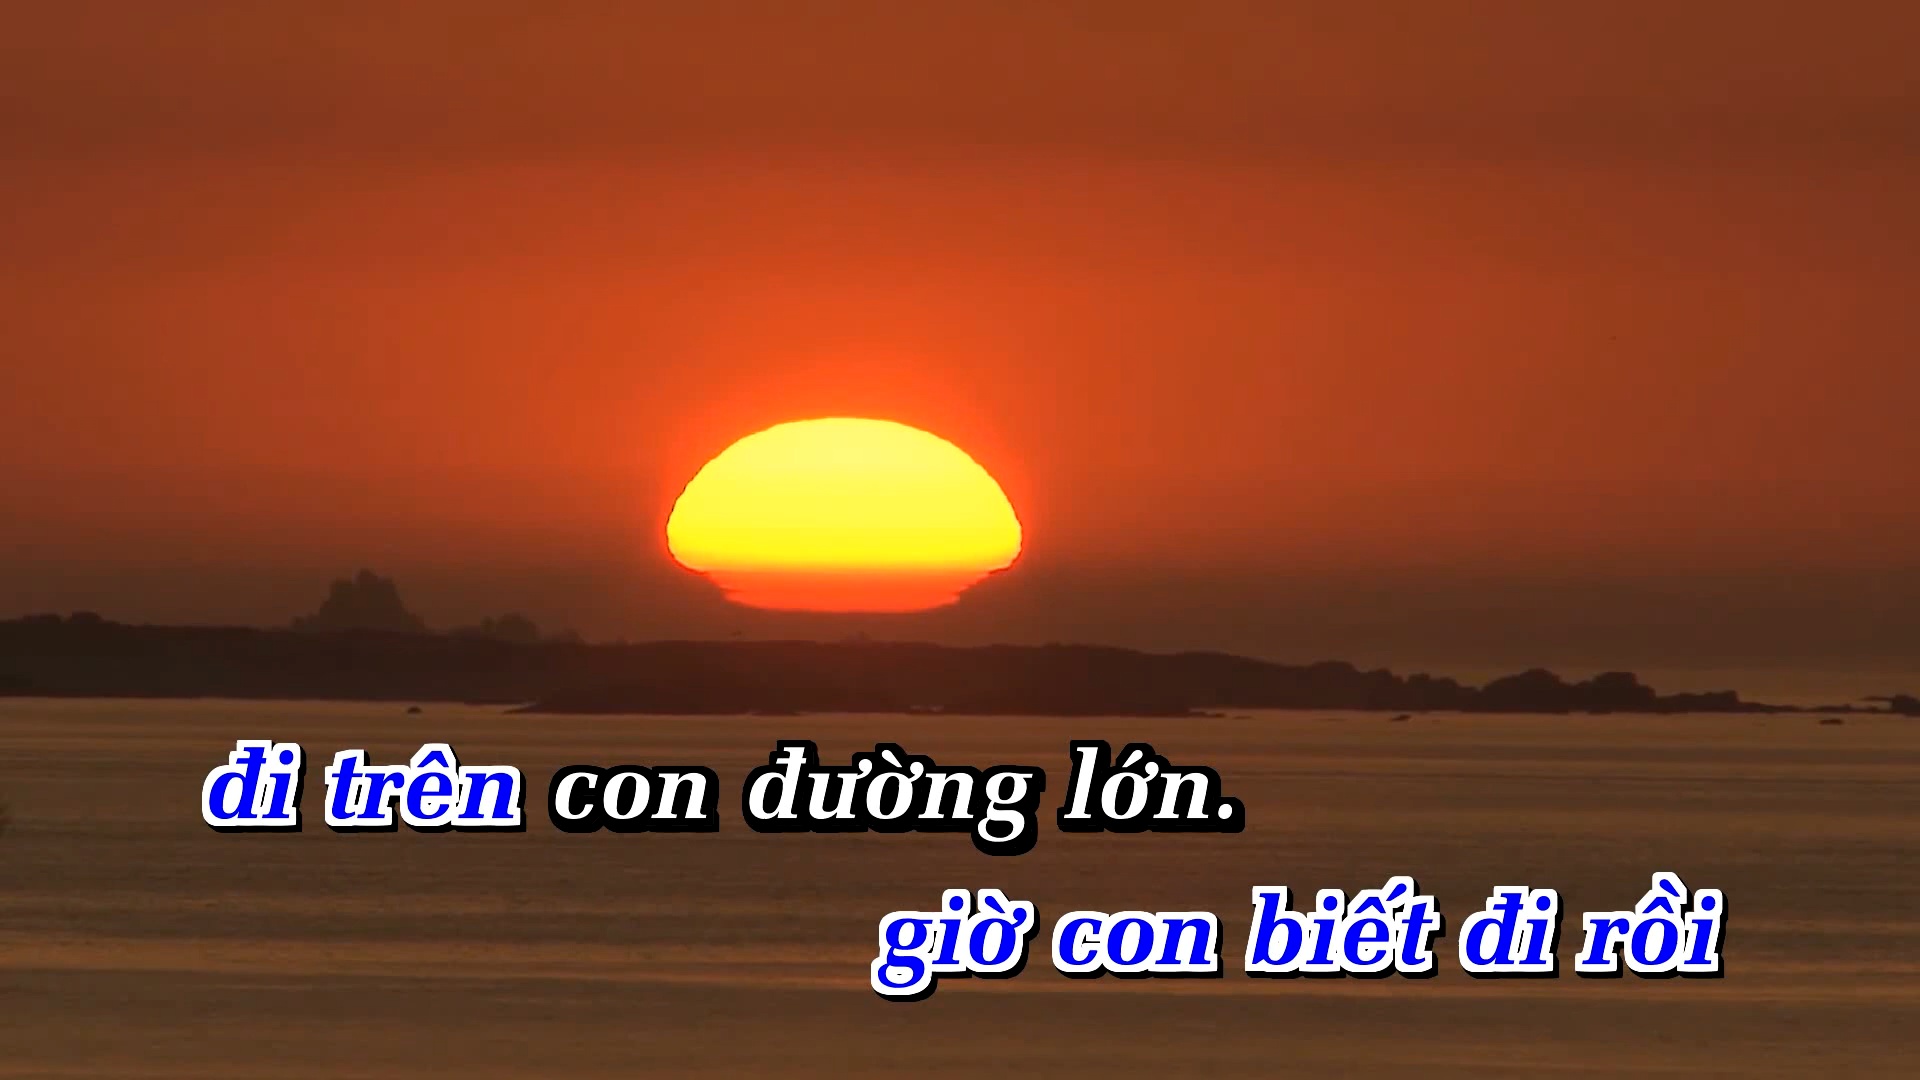 đi trên con đường lớn.
giờ con biết đi rồi